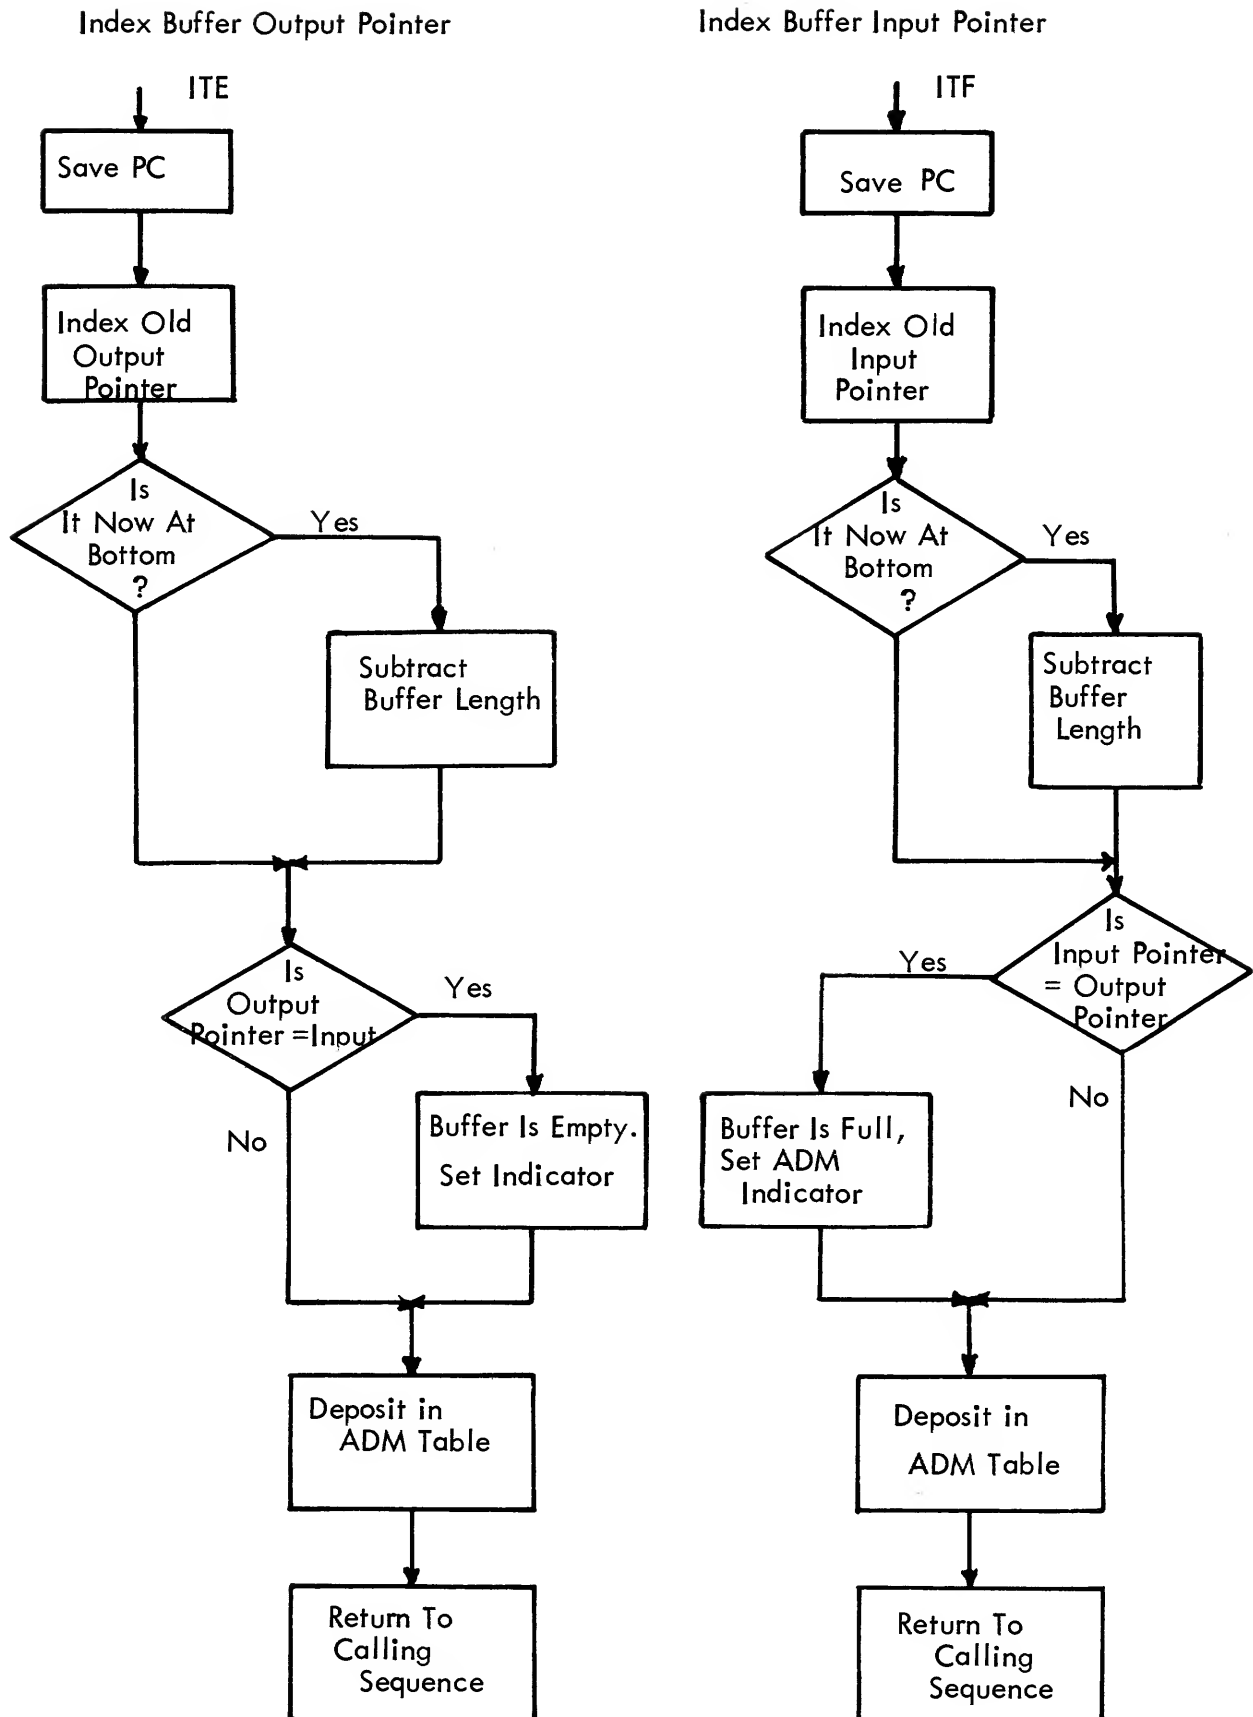 Index Buffer Output Pointer
ITE
Save PC
Index Old
Output
Pointer
Is
It Now At
Bottom
?
Yes
Subtract
Buffer Length
Is
Output
Pointer =Input
Yes
No
Buffer Is Empty.
Set Indicator
Deposit in
ADM Table
Return To
Calling
Sequence
Index Buffer Input Pointer
ITF
Save PC
Index Old
Input
Pointer
Is
It Now At
Bottom
?
Yes
Subtract
Buffer
Length
Is
Input Pointer
= Output
Pointer
Yes
No
Buffer Is Full,
Set ADM
Indicator
Deposit in
ADM Table
Return To
Calling
Sequence